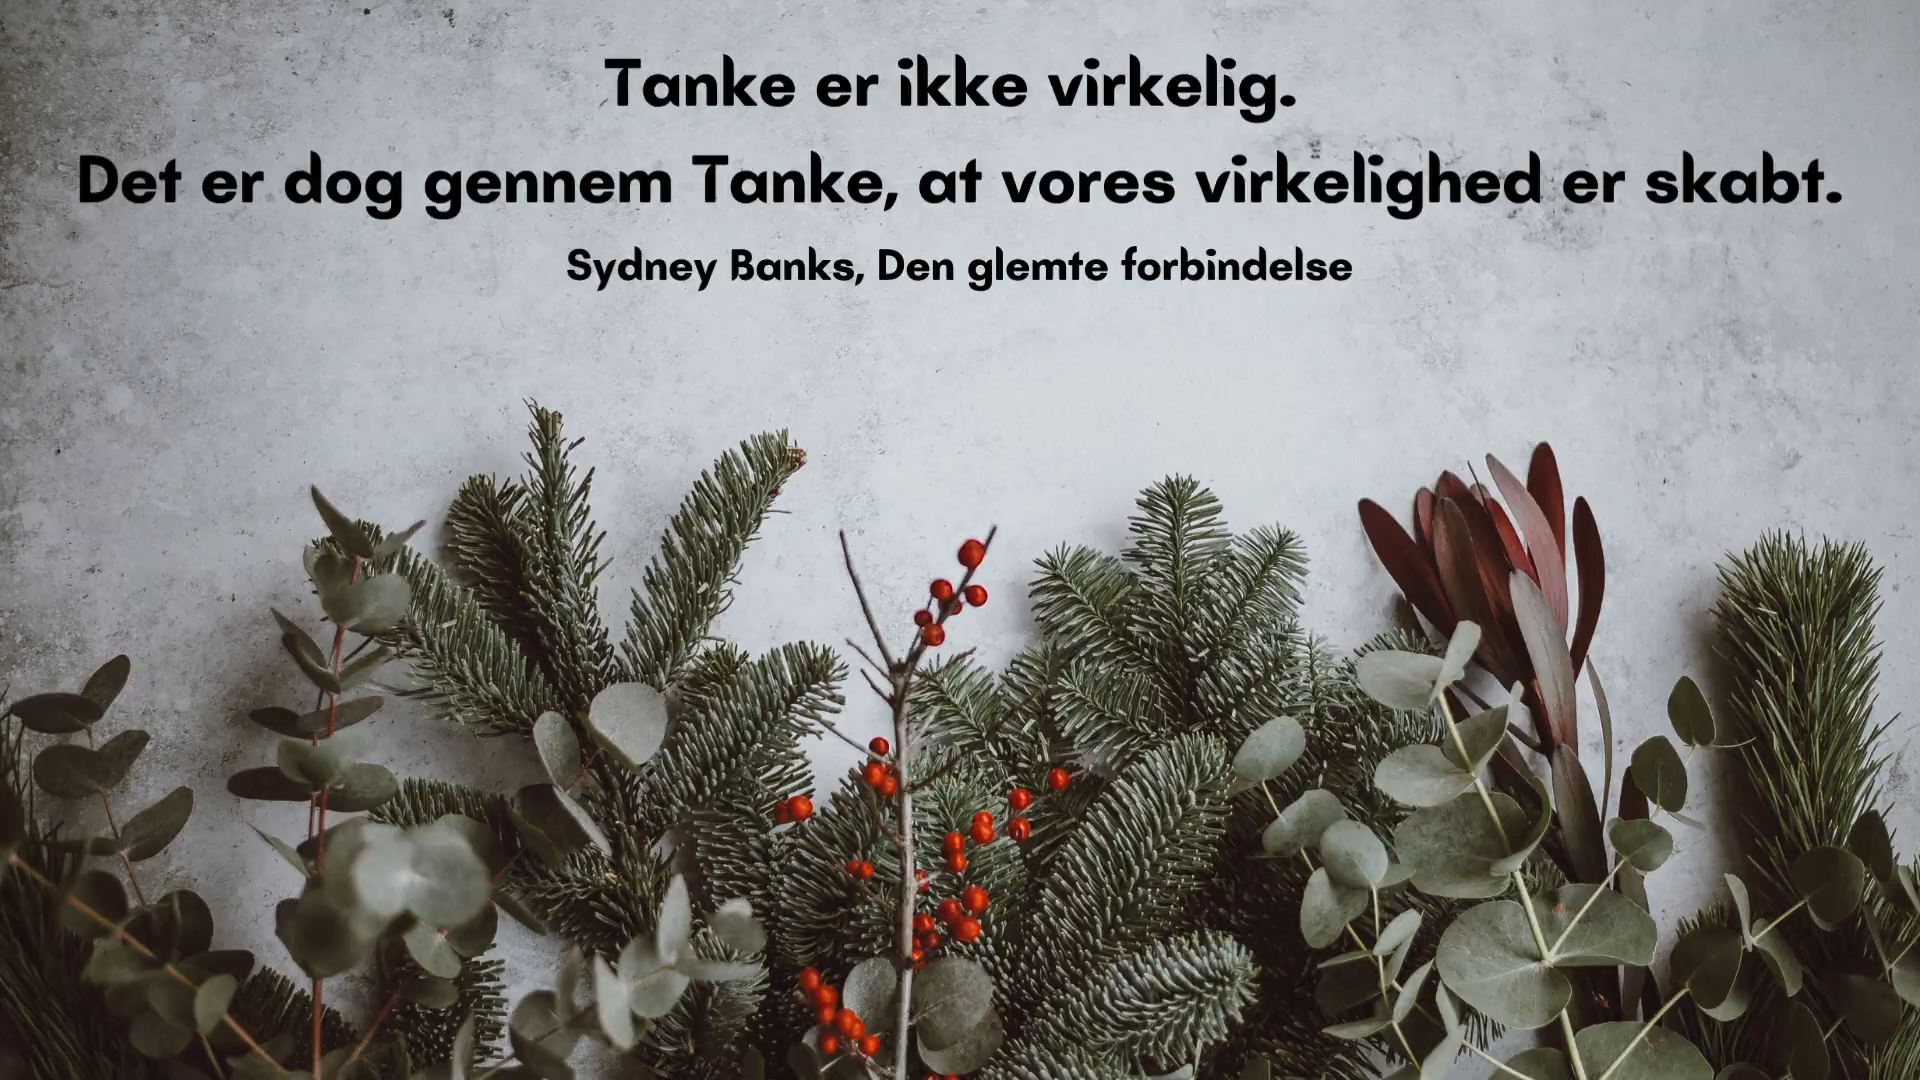 Tanke er ikke virkelig.
Det er dog gennem Tanke, at vores virkelighed er skabt.
Sydney Banks, Den glemte forbindelse